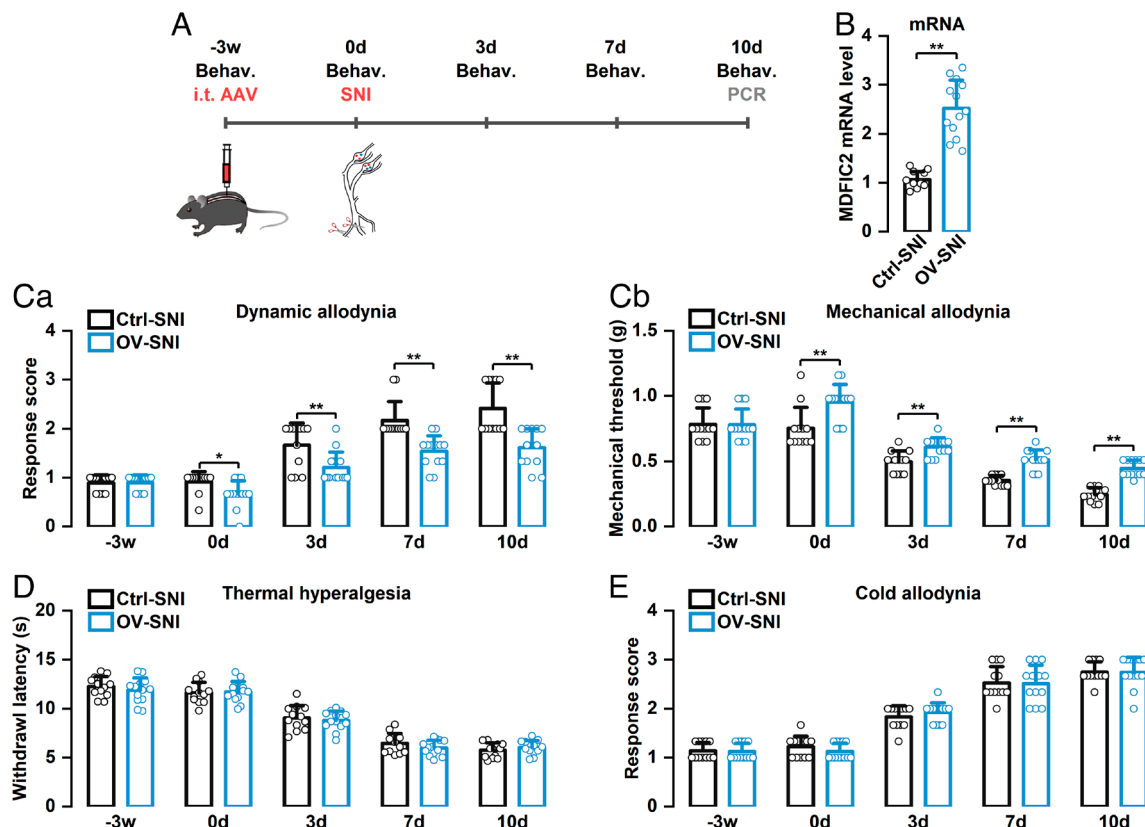 A
-3w 0d 3d 7d 10d
Behav. Behav. Behav. Behav. Behav.
i.t. AAV SNI PCR
B
mRNA
MDFIC2 mRNA level
4
3
2
1
0
**
Ctrl-SNI OV-SNI
Ca
Dynamic allodynia
Ctrl-SNI
OV-SNI
Response score
4
3
2
1
0
* ** ** **
-3w 0d 3d 7d 10d
Cb
Mechanical allodynia
Ctrl-SNI
OV-SNI
Mechanical threshold (g)
1.5
1.0
0.5
0.0
** ** ** **
-3w 0d 3d 7d 10d
D
Thermal hyperalgesia
Ctrl-SNI
OV-SNI
Withdrawl latency (s)
20
15
10
5
0
-3w 0d 3d 7d 10d
E
Cold allodynia
Ctrl-SNI
OV-SNI
Response score
4
3
2
1
0
-3w 0d 3d 7d 10d